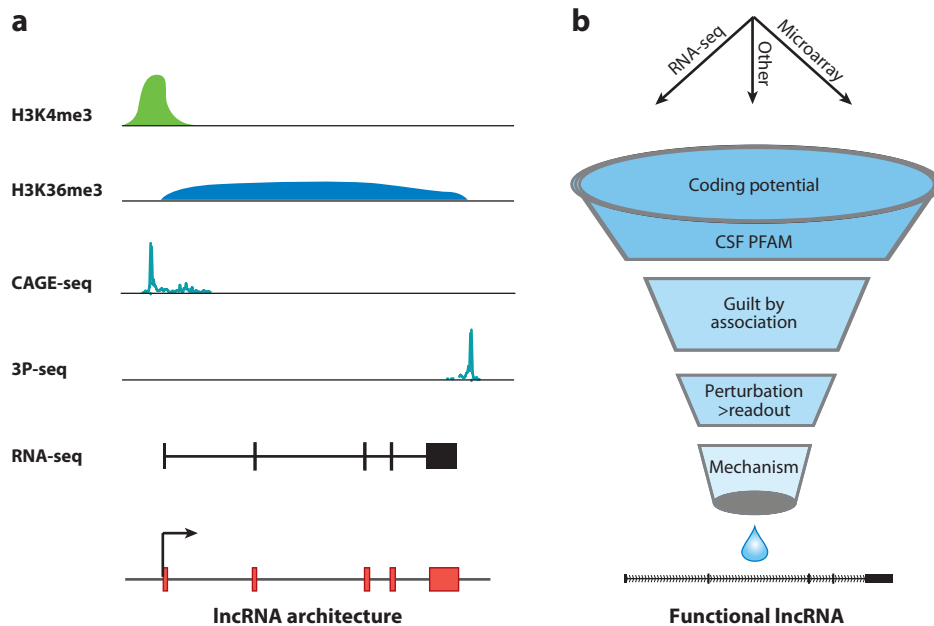 a
H3K4me3
H3K36me3
CAGE-seq
3P-seq
RNA-seq
lncRNA architecture
b
RNA-seq
Other
Microarray
Coding potential
CSF PFAM
Guilt by
association
Perturbation
>readout
Mechanism
Functional lncRNA